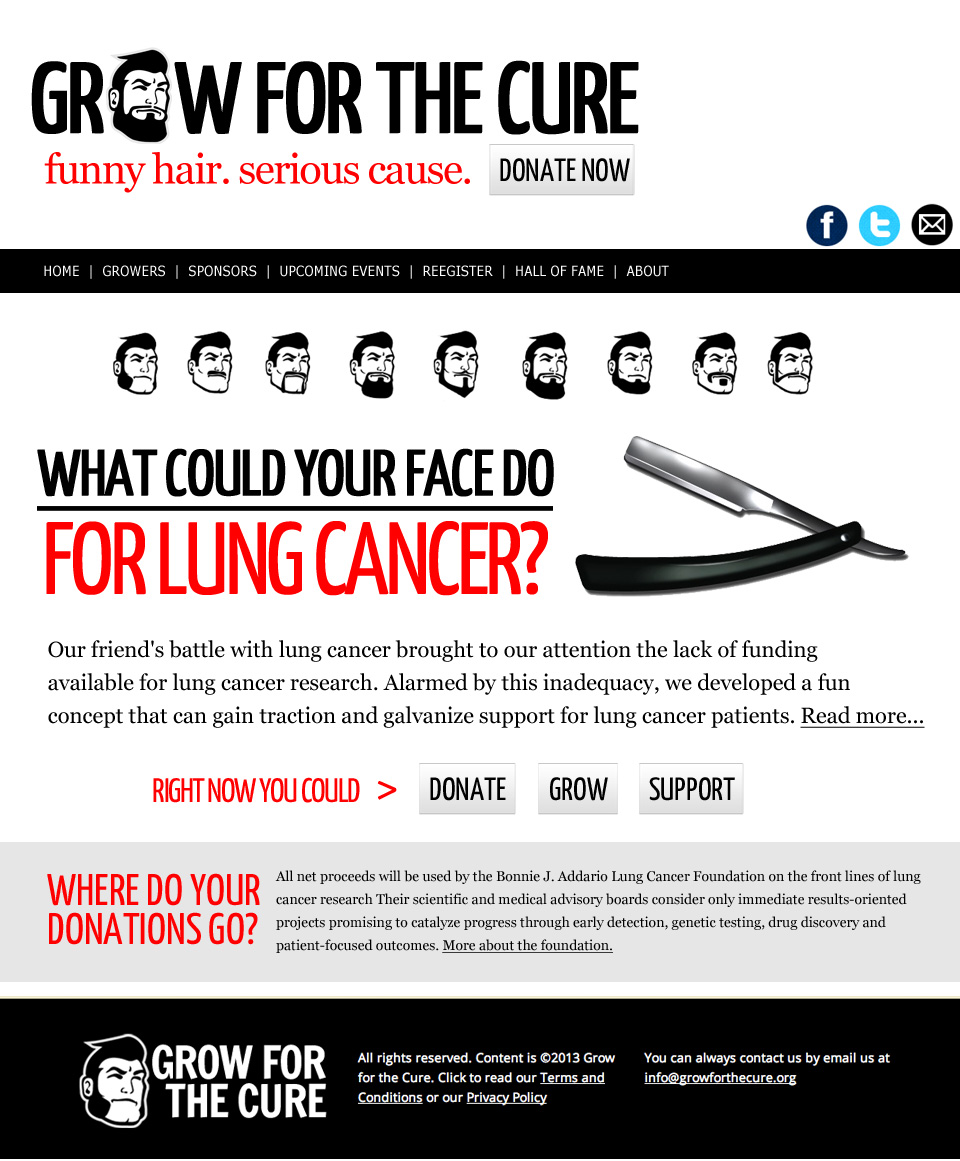 GROW FOR THE CURE
funny hair. serious cause. DONATE NOW
HOME | GROWERS | SPONSORS | UPCOMING EVENTS | REEGISTER | HALL OF FAME | ABOUT
WHAT COULD YOUR FACE DO
FOR LUNG CANCER?
Our friend's battle with lung cancer brought to our attention the lack of funding
available for lung cancer research. Alarmed by this inadequacy, we developed a fun
concept that can gain traction and galvanize support for lung cancer patients. Read more...
RIGHT NOW YOU COULD > DONATE GROW SUPPORT
WHERE DO YOUR
DONATIONS GO?
All net proceeds will be used by the Bonnie J. Addario Lung Cancer Foundation on the front lines of lung
cancer research Their scientific and medical advisory boards consider only immediate results-oriented
projects promising to catalyze progress through early detection, genetic testing, drug discovery and
patient-focused outcomes. More about the foundation.
GROW FOR
THE CURE
All rights reserved. Content is ©2013 Grow
for the Cure. Click to read our Terms and
Conditions or our Privacy Policy
You can always contact us by email us at
info@growforthecure.org